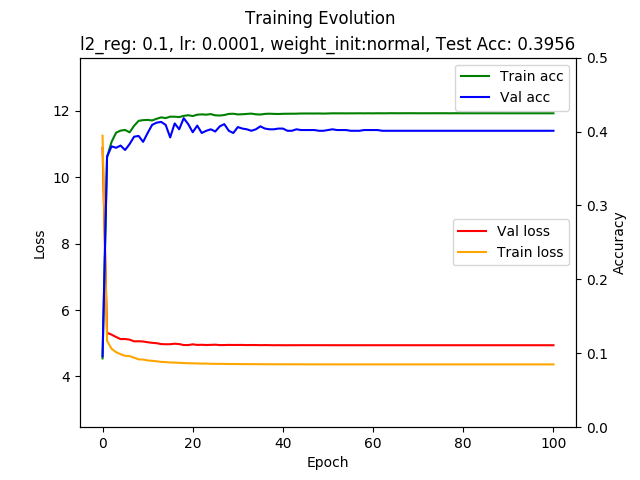 Training Evolution
l2_reg: 0.1, lr: 0.0001, weight_init:normal, Test Acc: 0.3956
Train acc
Val acc
Val loss
Train loss
Loss
12
10
8
6
4
Accuracy
0.5
0.4
0.3
0.2
0.1
0.0
0 20 40 60 80 100
Epoch